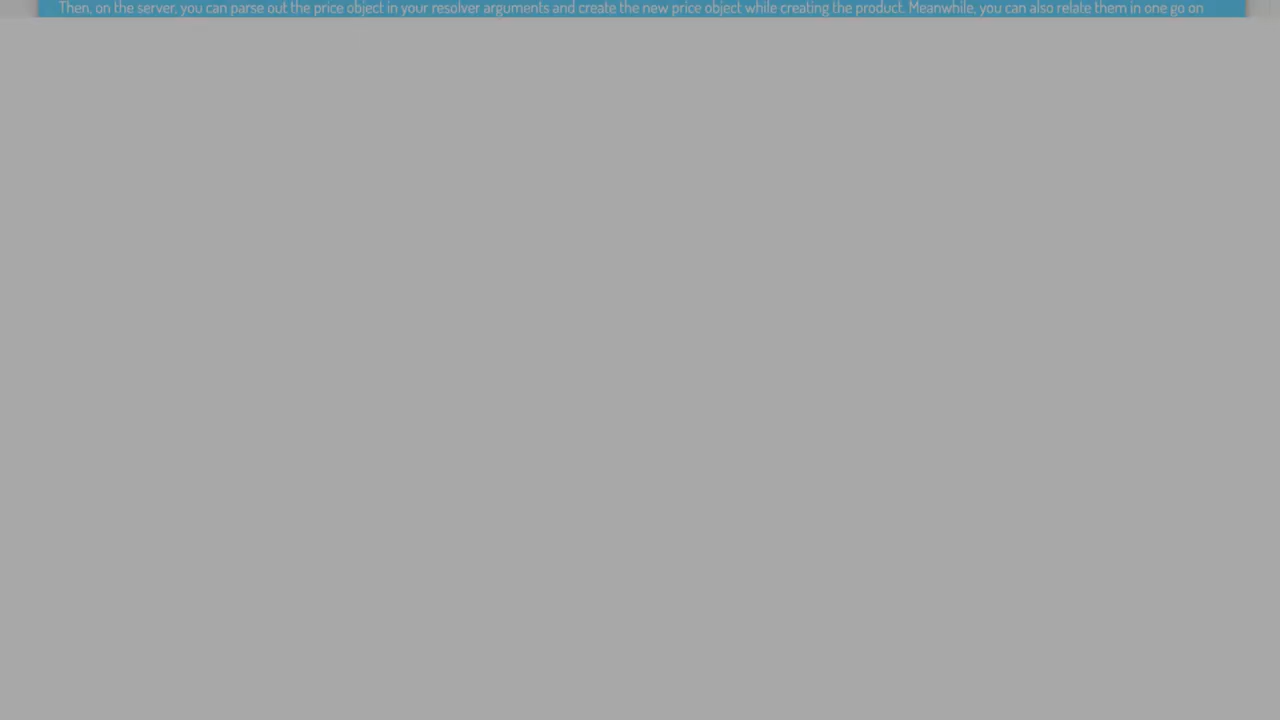 Then, on the server, you can parse out the price object in your resolver arguments and create the new price object while creating the product. Meanwhile, you can also relate them in one go on